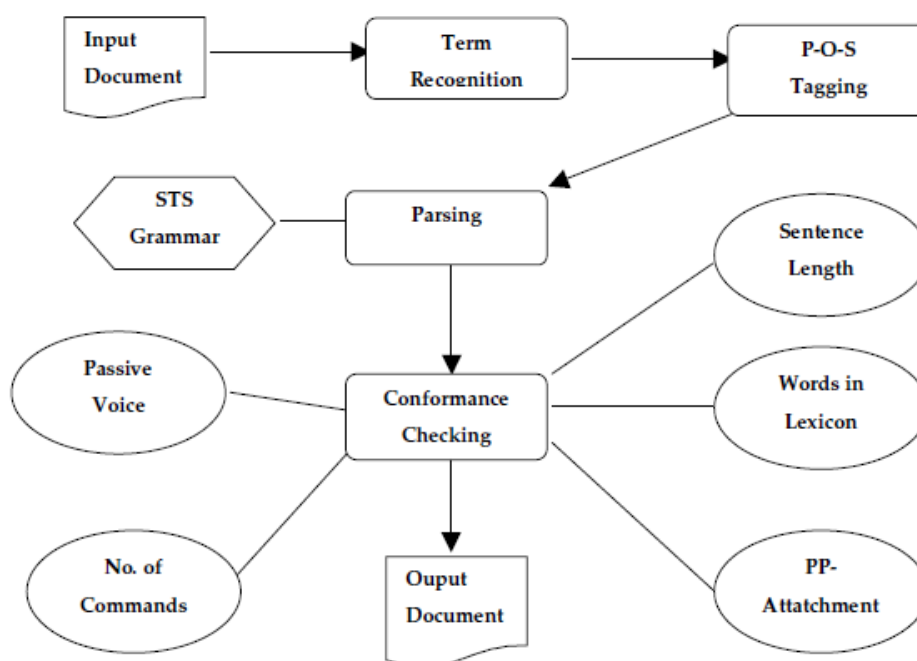 Input
Document
Term
Recognition
P-O-S
Tagging
STS
Grammar
Parsing
Sentence
Length
Passive
Voice
Conformance
Checking
Words in
Lexicon
No. of
Commands
Ouput
Document
PP-
Attatchment